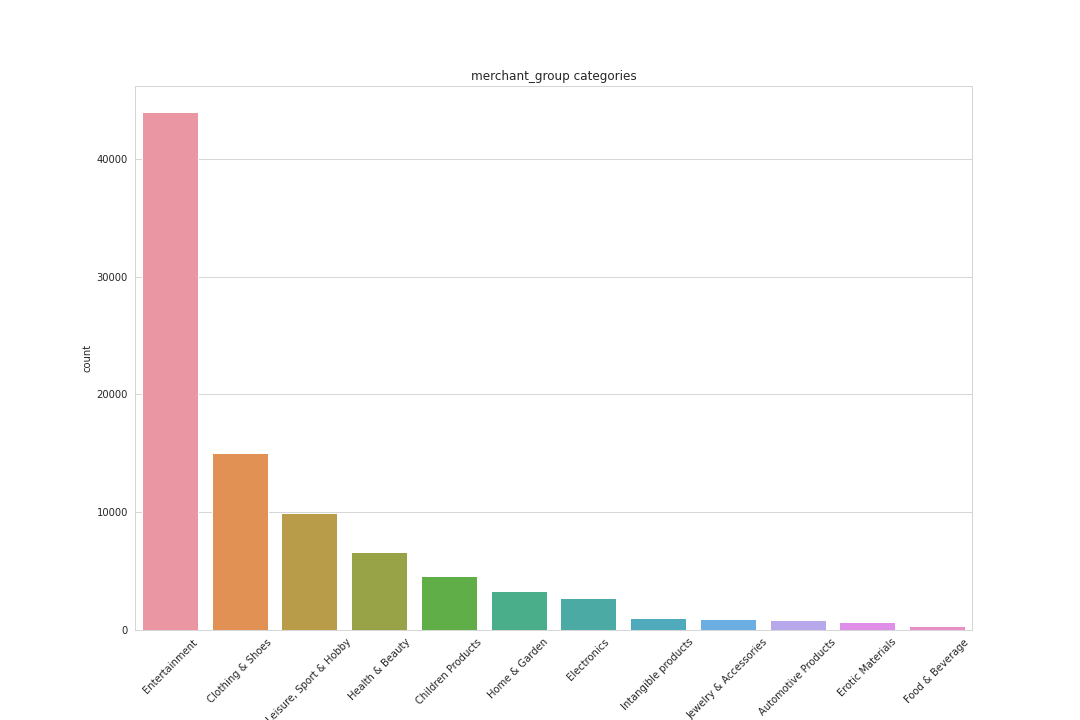 merchant_group categories
count
40000
30000
20000
10000
0
Entertainment
Clothing & Shoes
Leisure, Sport & Hobby
Health & Beauty
Children Products
Home & Garden
Electronics
Intangible products
Jewelry & Accessories
Automotive Products
Erotic Materials
Food & Beverage